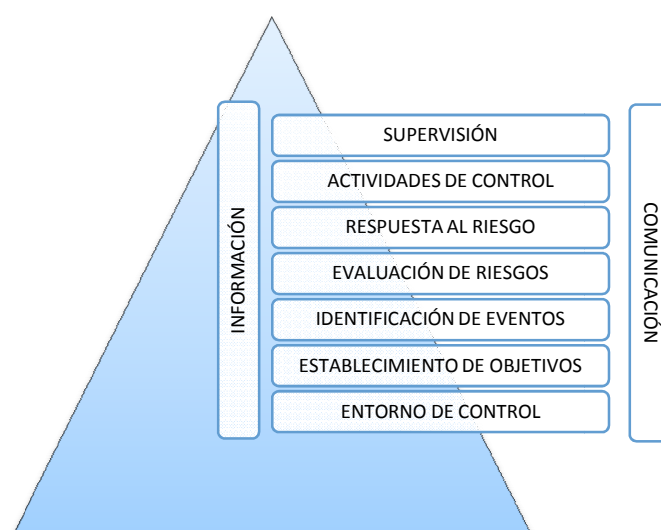 INFORMACIÓN
SUPERVISIÓN
ACTIVIDADES DE CONTROL
RESPUESTA AL RIESGO
EVALUACIÓN DE RIESGOS
IDENTIFICACIÓN DE EVENTOS
ESTABLECIMIENTO DE OBJETIVOS
ENTORNO DE CONTROL
COMUNICACIÓN